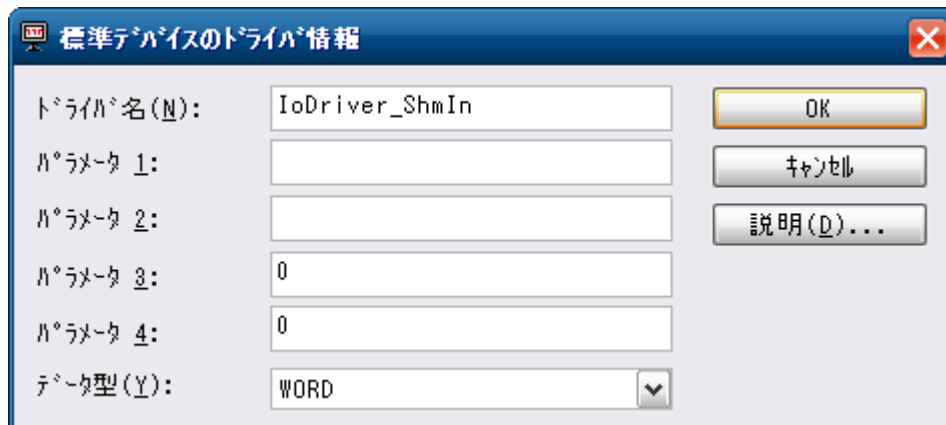 標準ﾃﾞﾊﾞｲｽのﾄﾞﾗｲﾊﾞ情報
ﾄﾞﾗｲﾊﾞ名(N): IoDriver_ShmIn OK
ﾊﾟﾗﾒｰﾀ 1: ｷｬﾝｾﾙ
ﾊﾟﾗﾒｰﾀ 2: 説明(D)...
ﾊﾟﾗﾒｰﾀ 3: 0
ﾊﾟﾗﾒｰﾀ 4: 0
ﾃﾞｰﾀ型(Y): WORD